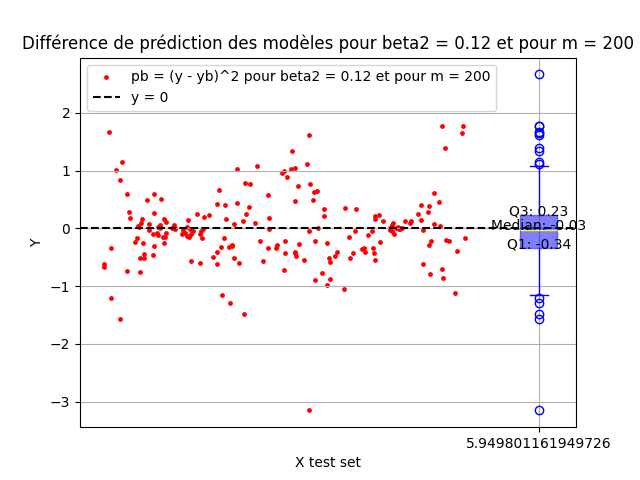 Différence de prédiction des modèles pour beta2 = 0.12 et pour m = 200
pb = (y - yb)^2 pour beta2 = 0.12 et pour m = 200
y = 0
2
1
0
−1
−2
−3
Y
Q3: 0.23
Median: -0.03
Q1: -0.34
5.949801161949726
X test set